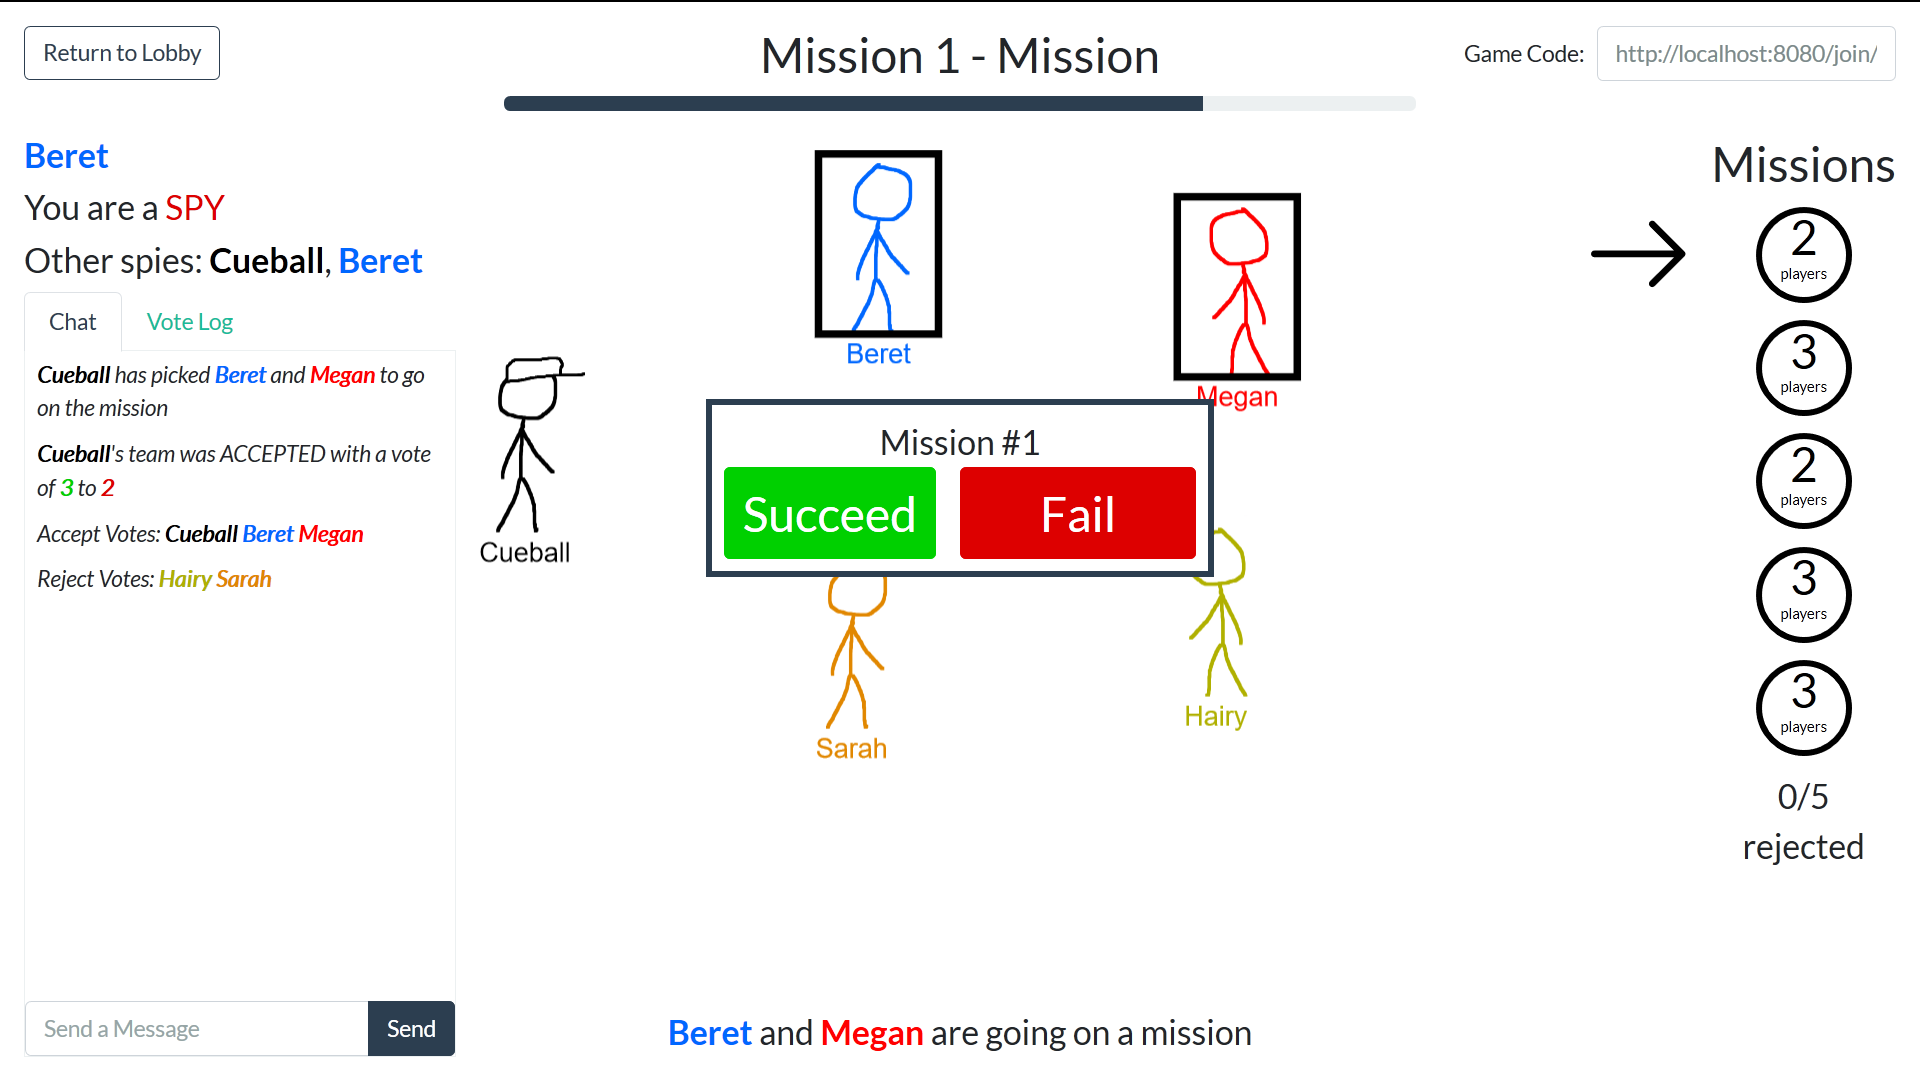 Return to Lobby
Mission 1 - Mission
Game Code:
http://localhost:8080/join/
Beret
You are a SPY
Other spies: Cueball, Beret
Chat
Vote Log
Cueball has picked Beret and Megan to go
on the mission
Cueball's team was ACCEPTED with a vote
of 3 to 2
Accept Votes: Cueball Beret Megan
Reject Votes: Hairy Sarah
Send a Message
Send
Beret
Megan
Cueball
Mission #1
Succeed
Fail
Sarah
Hairy
Beret and Megan are going on a mission
Missions
2
players
3
players
2
players
3
players
3
players
0/5
rejected